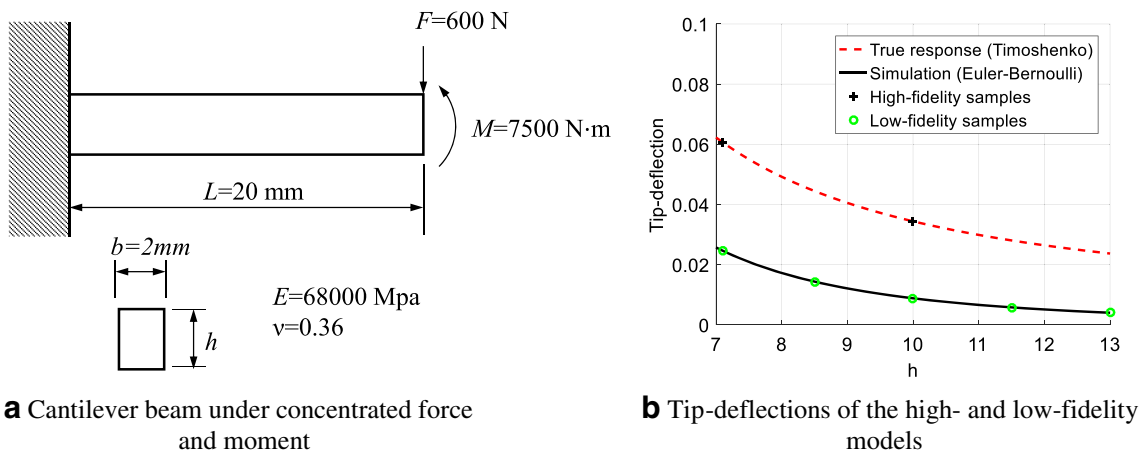 F=600 N
M=7500 N·m
L=20 mm
b=2mm
h
E=68000 Mpa
ν=0.36
a Cantilever beam under concentrated force
and moment
0.1
0.08
0.06
0.04
0.02
0
Tip-deflection
True response (Timoshenko)
Simulation (Euler-Bernoulli)
High-fidelity samples
Low-fidelity samples
7 8 9 10 11 12 13
h
b Tip-deflections of the high- and low-fidelity
models